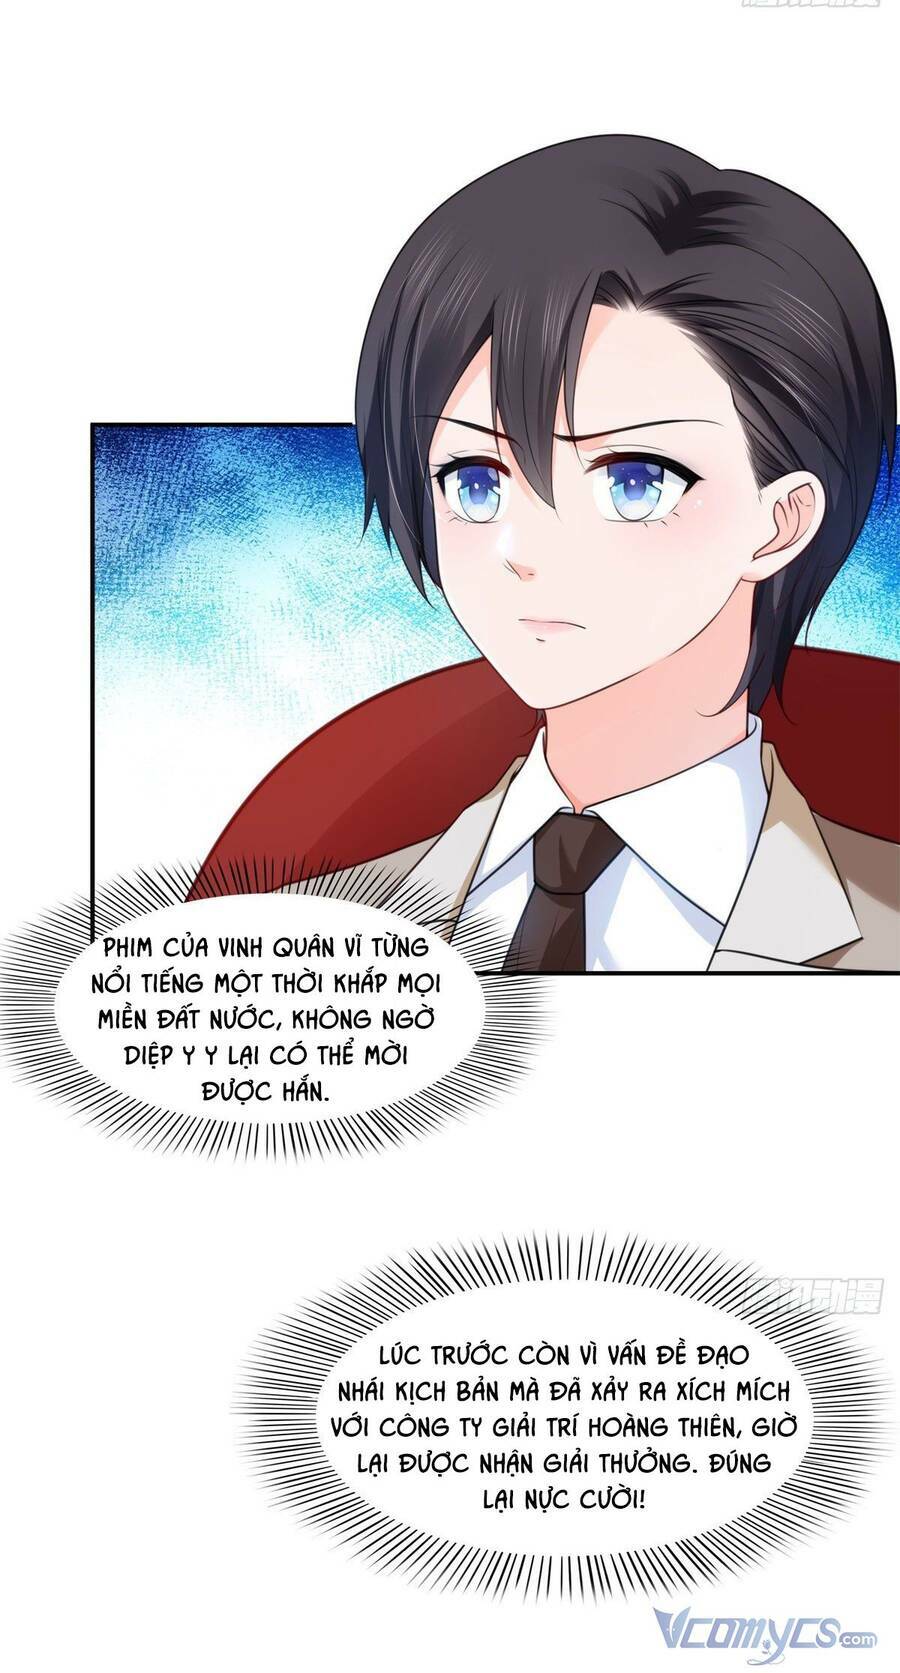 PHIM CỦA VINH QUÂN VĨ TỪNG
NỔI TIẾNG MỘT THỜI KHẮP MỌI
MIỀN ĐẤT NƯỚC, KHÔNG NGỜ
DIỆP Y Y LẠI CÓ THỂ MỜI
ĐƯỢC HẮN.
LÚC TRƯỚC CÒN VÌ VẤN ĐỀ ĐẠO
NHÁI KỊCH BẢN MÀ ĐÃ XẢY RA XÍCH MÍCH
VỚI CÔNG TY GIẢI TRÍ HOÀNG THIÊN, GIỜ
LẠI ĐƯỢC NHẬN GIẢI THƯỞNG. ĐÚNG
LẠI NỰC CƯỜI!
VCOMYCS.com